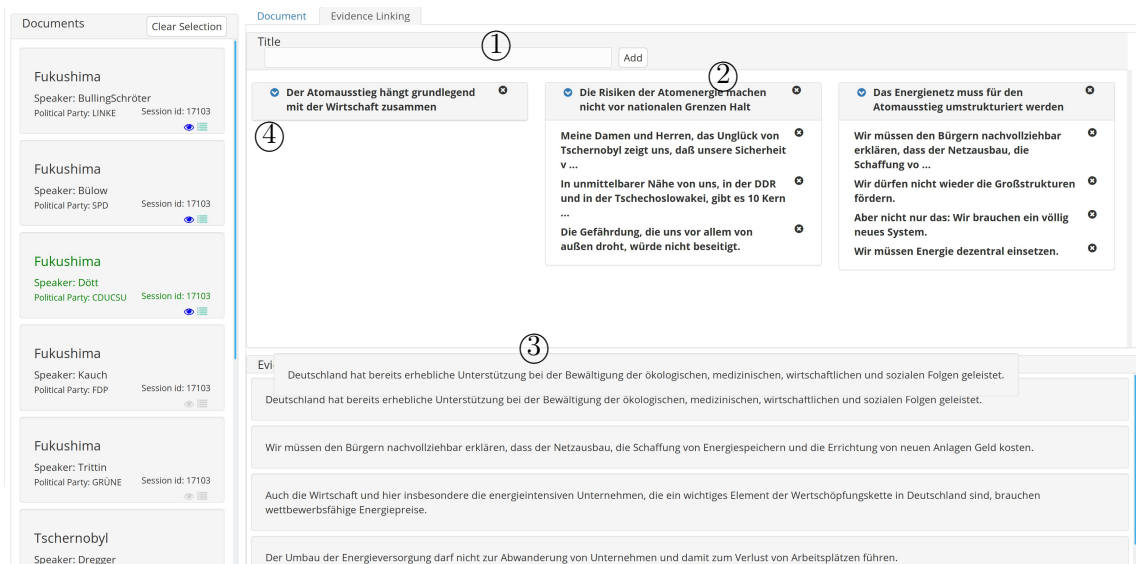 Documents
Clear Selection
Fukushima
Speaker: BullingSchröter
Political Party: LINKE
Session id: 17103
Fukushima
Speaker: Bülow
Political Party: SPD
Session id: 17103
Fukushima
Speaker: Dött
Political Party: CDUCSU
Session id: 17103
Fukushima
Speaker: Kauch
Political Party: FDP
Session id: 17103
Fukushima
Speaker: Trittin
Political Party: GRÜNE
Session id: 17103
Tschernobyl
Speaker: Dregger
Document
Evidence Linking
Title
1
Add
2
Der Atomausstieg hängt grundlegend
mit der Wirtschaft zusammen
4
Die Risiken der Atomenergie machen
nicht vor nationalen Grenzen Halt
Meine Damen und Herren, das Unglück von
Tschernobyl zeigt uns, daß unsere Sicherheit
v ...
In unmittelbarer Nähe von uns, in der DDR
und in der Tschechoslowakei, gibt es 10 Kern
...
Die Gefährdung, die uns vor allem von
außen droht, würde nicht beseitigt.
Das Energienetz muss für den
Atomausstieg umstrukturiert werden
Wir müssen den Bürgern nachvollziehbar
erklären, dass der Netzausbau, die
Schaffung vo ...
Wir dürfen nicht wieder die Großstrukturen
fördern.
Aber nicht nur das: Wir brauchen ein völlig
neues System.
Wir müssen Energie dezentral einsetzen.
3
Evi
Deutschland hat bereits erhebliche Unterstützung bei der Bewältigung der ökologischen, medizinischen, wirtschaftlichen und sozialen Folgen geleistet.
Deutschland hat bereits erhebliche Unterstützung bei der Bewältigung der ökologischen, medizinischen, wirtschaftlichen und sozialen Folgen geleistet.
Wir müssen den Bürgern nachvollziehbar erklären, dass der Netzausbau, die Schaffung von Energiespeichern und die Errichtung von neuen Anlagen Geld kosten.
Auch die Wirtschaft und hier insbesondere die energieintensiven Unternehmen, die ein wichtiges Element der Wertschöpfungskette in Deutschland sind, brauchen
wettbewerbsfähige Energiepreise.
Der Umbau der Energieversorgung darf nicht zur Abwanderung von Unternehmen und damit zum Verlust von Arbeitsplätzen führen.